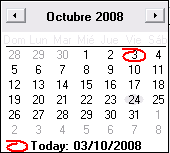 Octubre 2008
Dom Lun Mar Mié Jue Vie Sáb
28 29 30 1 2 3 4
5 6 7 8 9 10 11
12 13 14 15 16 17 18
19 20 21 22 23 24 25
26 27 28 29 30 31 1
2 3 4 5 6 7 8
Today: 03/10/2008